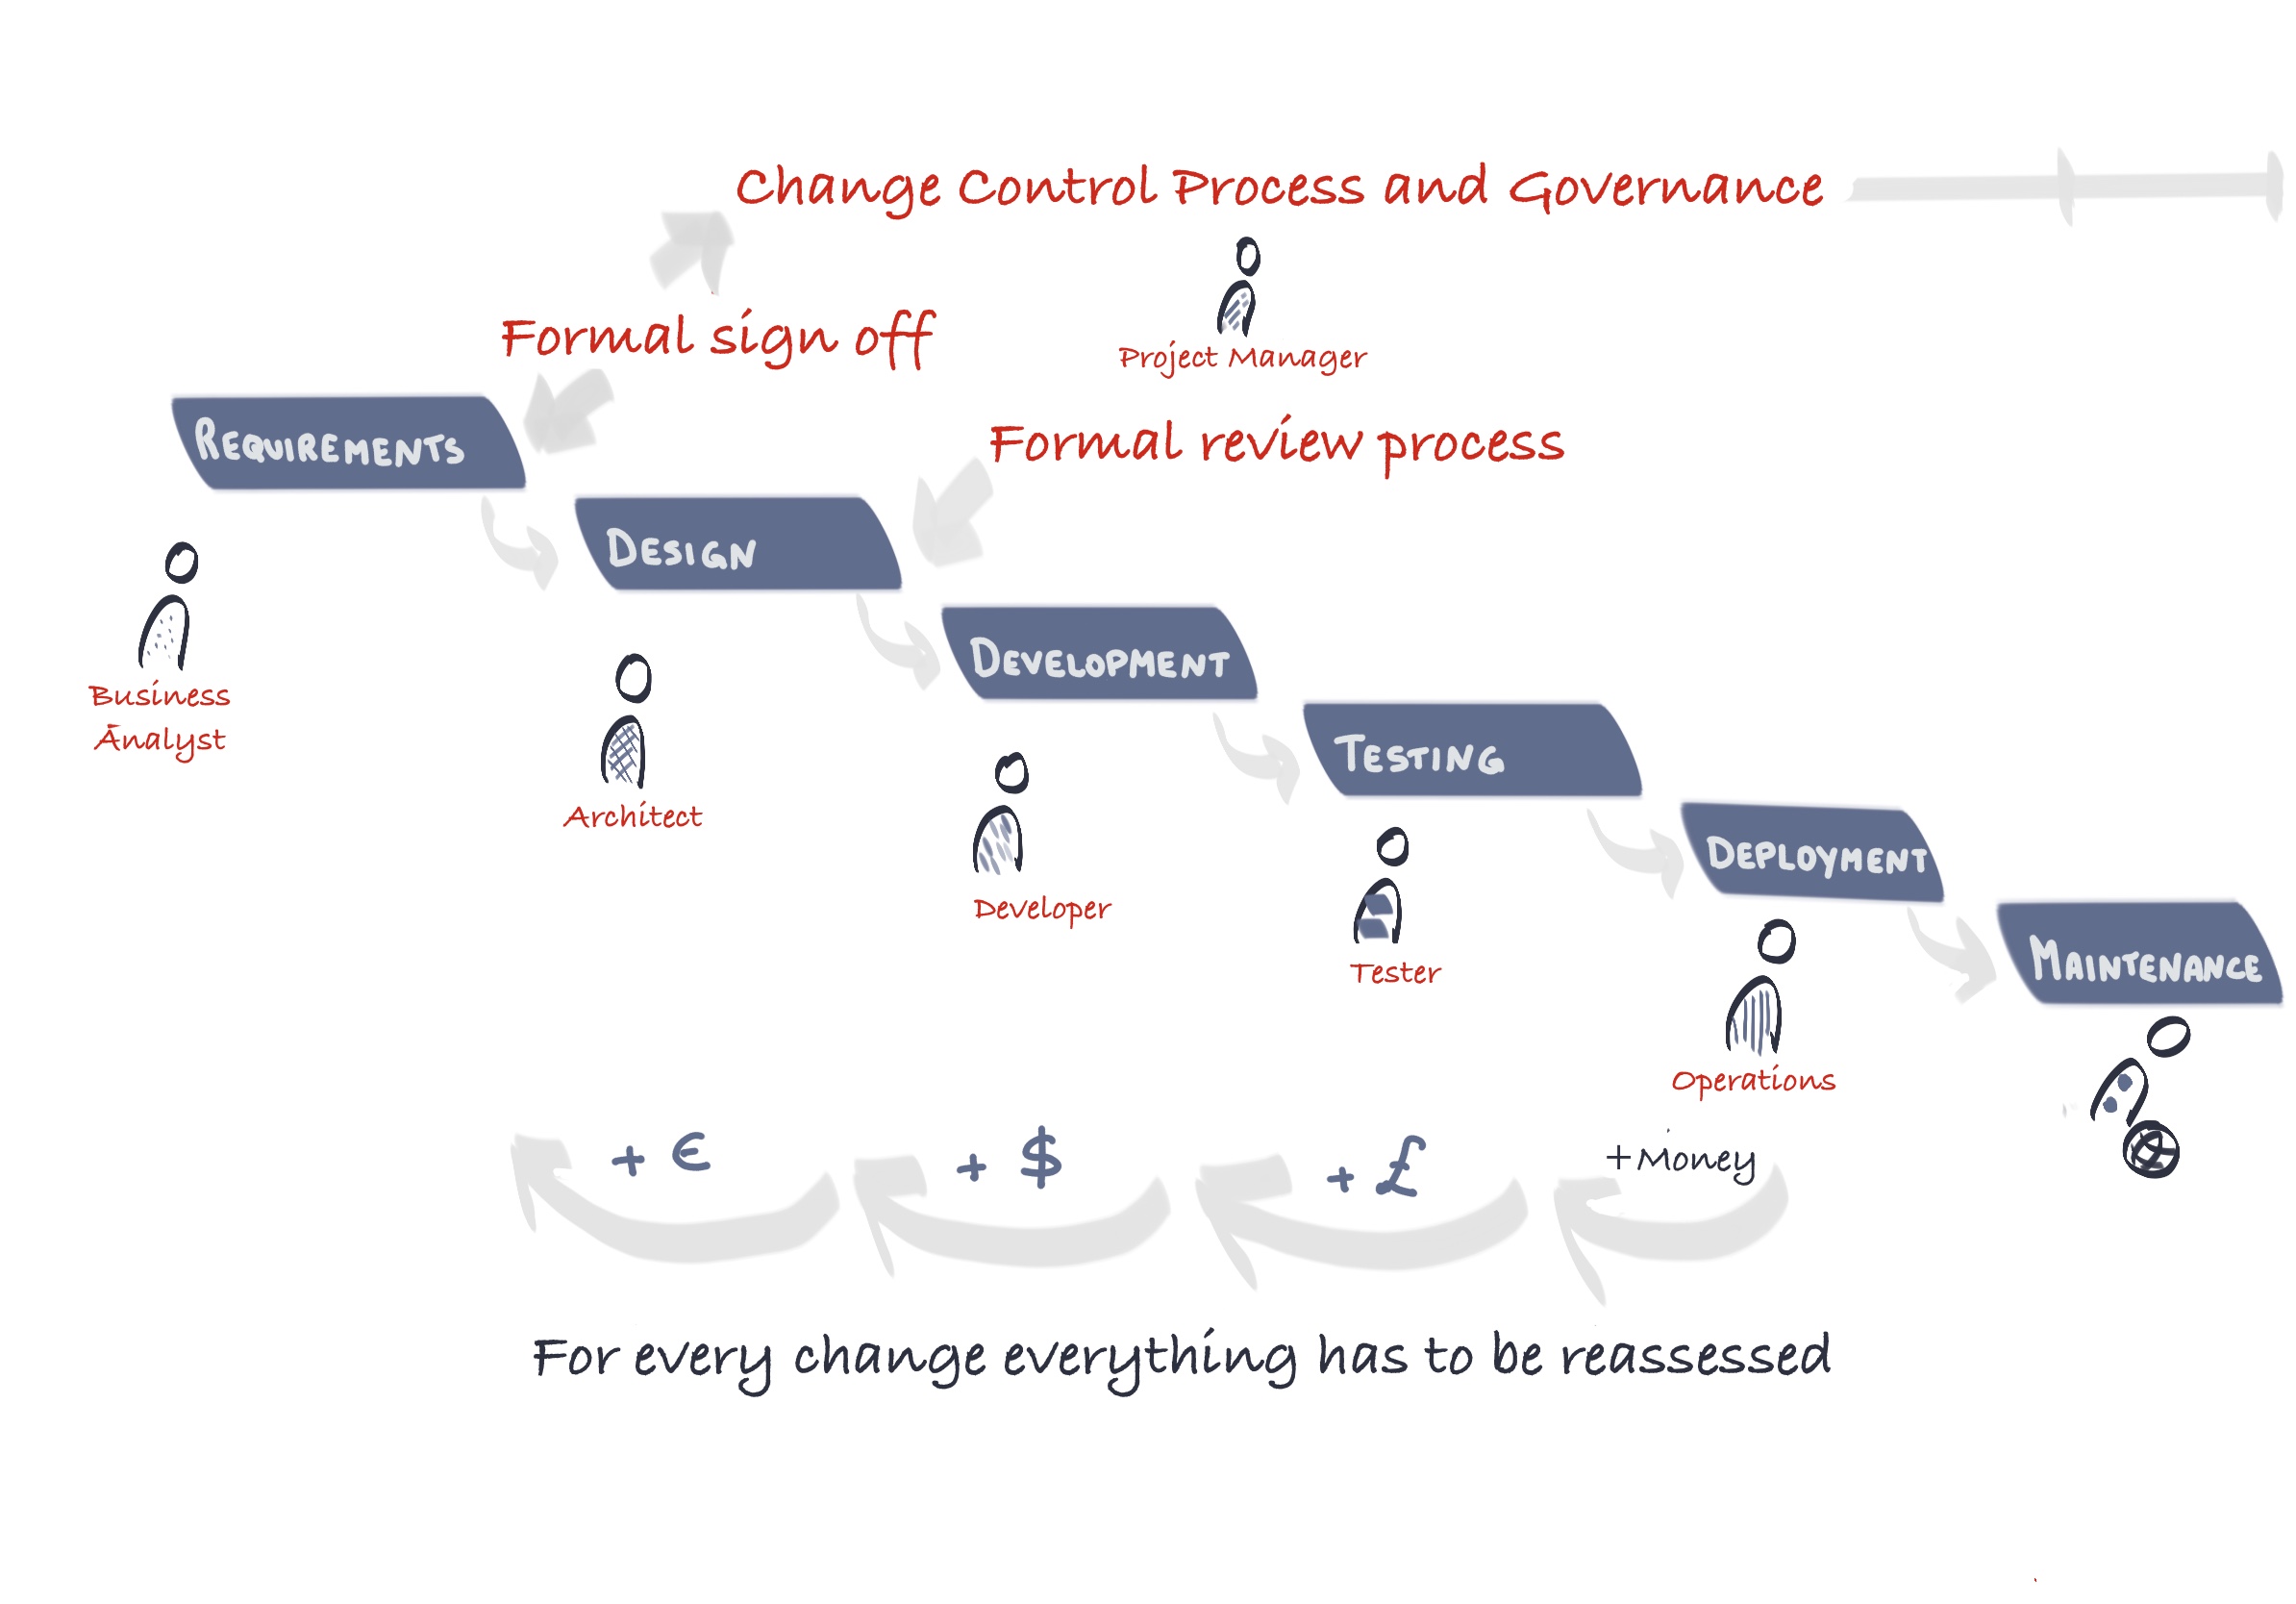 Change Control Process and Governance
Formal sign off
Project Manager
Formal review process
REQUIREMENTS
DESIGN
DEVELOPMENT
TESTING
DEPLOYMENT
MAINTENANCE
Business
Analyst
Architect
Developer
Tester
Operations
+ €
+ $
+ £
+Money
For every change everything has to be reassessed